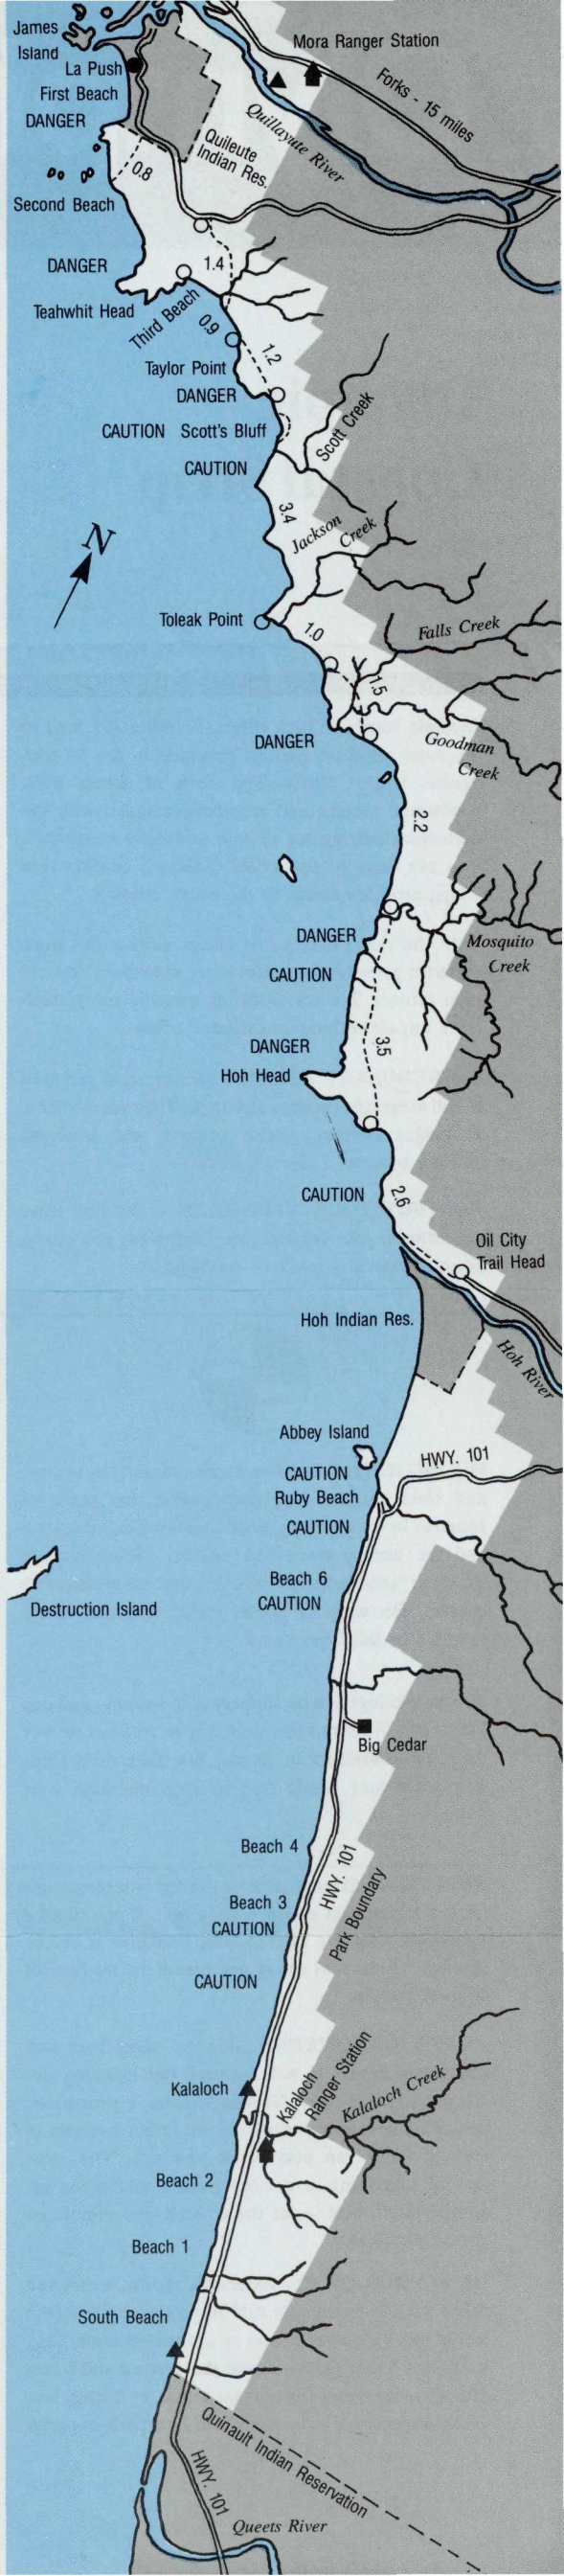 James
Island
Mora Ranger Station
La Push
Forks - 15 miles
First Beach
DANGER
Quillayute River
Quileute
Indian Res.
0.8
Second Beach
DANGER
1.4
Teahwhit Head
Third Beach
0.9
1.2
Taylor Point
DANGER
CAUTION Scott's Bluff
Scott Creek
CAUTION
3.4
Jackson
Creek
N
Toleak Point
1.0
Falls Creek
1.5
DANGER
Goodman
Creek
2.2
DANGER
Mosquito
Creek
CAUTION
3.5
DANGER
Hoh Head
CAUTION
2.6
Oil City
Trail Head
Hoh Indian Res.
Hoh River
Abbey Island
HWY. 101
CAUTION
Ruby Beach
CAUTION
Beach 6
CAUTION
Destruction Island
Big Cedar
Beach 4
HWY. 101
Park Boundary
Beach 3
CAUTION
CAUTION
Kalaloch
Kalaloch
Ranger Station
Kalaloch Creek
Beach 2
Beach 1
South Beach
Quinault Indian Reservation
HWY. 101
Queets River